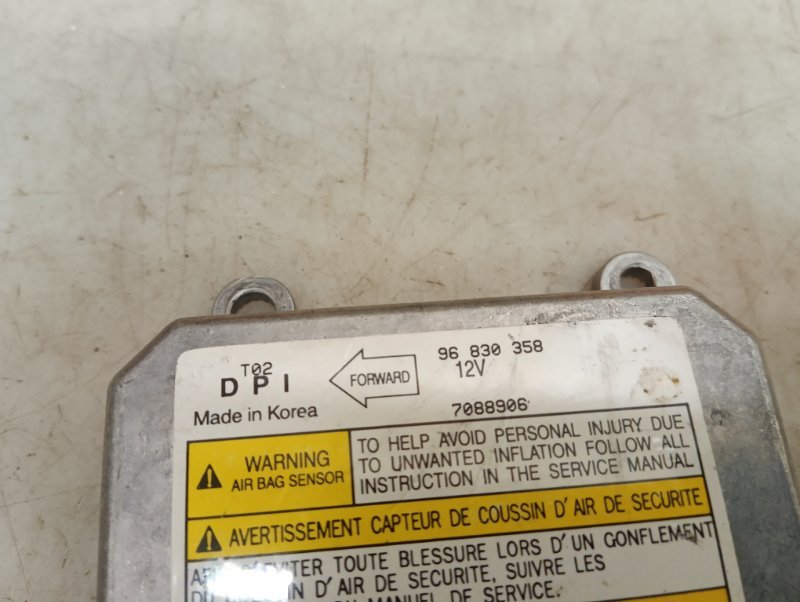 T02
DPI
Made in Korea
FORWARD
96 830 358
12V
7088906
WARNING
AIR BAG SENSOR
TO HELP AVOID PERSONAL INJURY DUE
TO UNWANTED INFLATION FOLLOW ALL
INSTRUCTION IN THE SERVICE MANUAL
AVERTISSEMENT CAPTEUR DE COUSSIN D'AIR DE SECURITE
TOUTE BLESSURE LORS D'UN GONFLEMENT
D'AIR DE SECURITE, SUIVRE LES
MANUEL DE SERVICE.